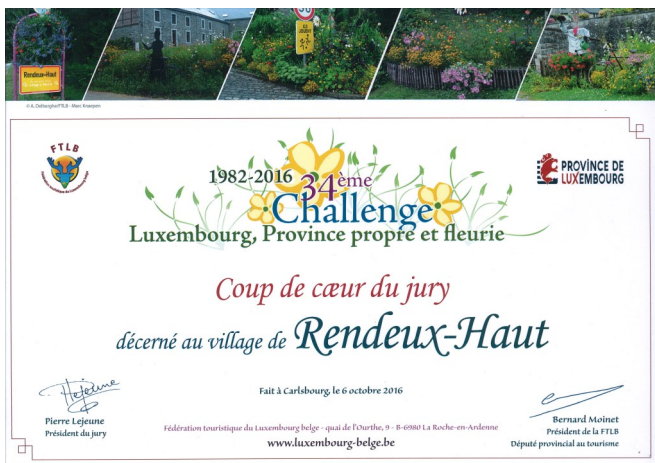 Rendeux-Haut
© A. Delberghe/FTLB - Marc Knaepen
FTLB
1982-2016 34ème
Challenge
Luxembourg, Province propre et fleurie
PROVINCE DE
LUXEMBOURG
Coup de cœur du jury
décerné au village de Rendeux-Haut
Fait à Carlsbourg, le 6 octobre 2016
Pierre Lejeune
Président du jury
Fédération touristique du Luxembourg belge - quai de l'Ourthe, 9 - B-6980 La Roche-en-Ardenne
www.luxembourg-belge.be
Bernard Moinet
Président de la FTLB
Député provincial au tourisme